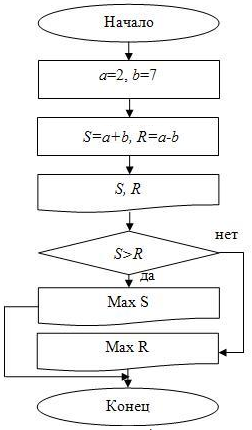 Начало
a=2, b=7
S=a+b, R=a-b
S, R
нет
S>R
да
Max S
Max R
Конец